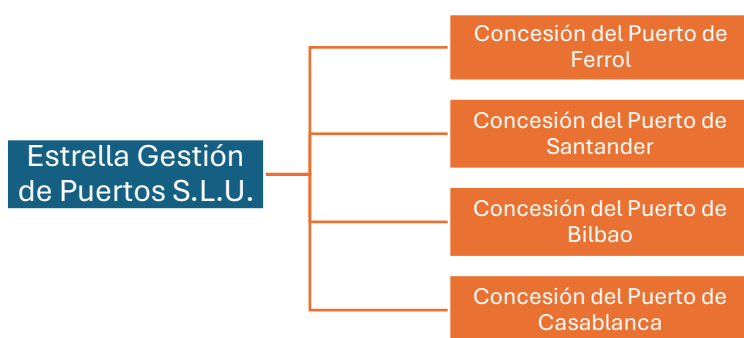 Concesión del Puerto de
Ferrol
Concesión del Puerto de
Santander
Estrella Gestión
de Puertos S.L.U.
Concesión del Puerto de
Bilbao
Concesión del Puerto de
Casablanca